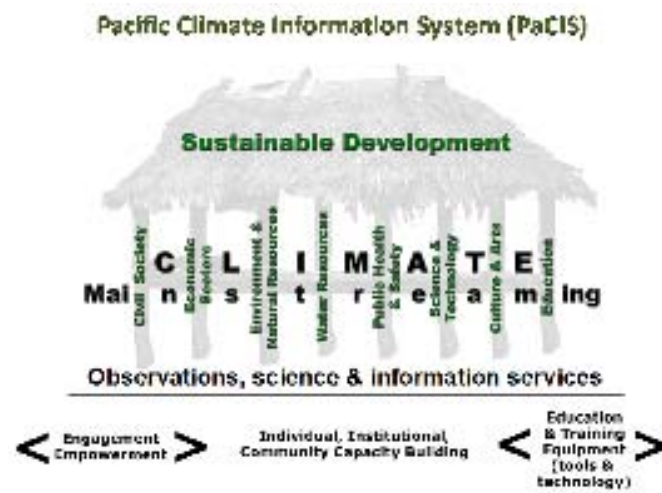 Pacific Climate Information System (PaCIS)
Sustainable Development
Civil Society
Economic
Sectors
Environment &
Natural Resources
Water Resources
Public Health
& Safety
Science &
Technology
Culture & Arts
Education
C L I M A T E
Mai n s t r e a m ing
Observations, science & information services
Engagement
Empowerment
Individual, Institutional,
Community Capacity Building
Education
& Training
Equipment
(tools &
technology)